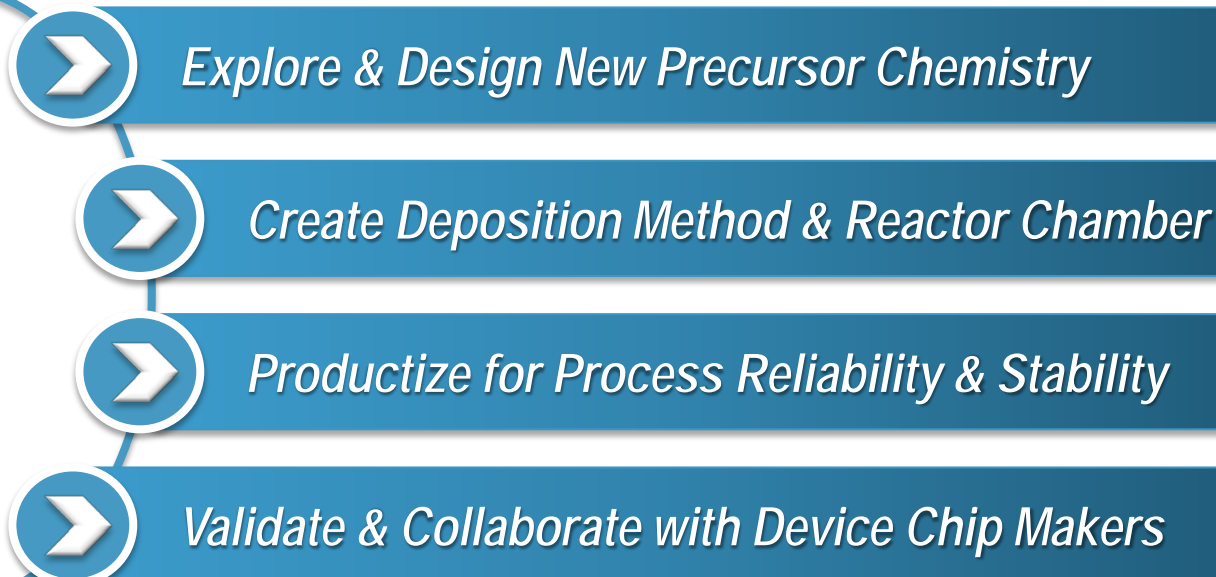 Explore & Design New Precursor Chemistry
Create Deposition Method & Reactor Chamber
Productize for Process Reliability & Stability
Validate & Collaborate with Device Chip Makers